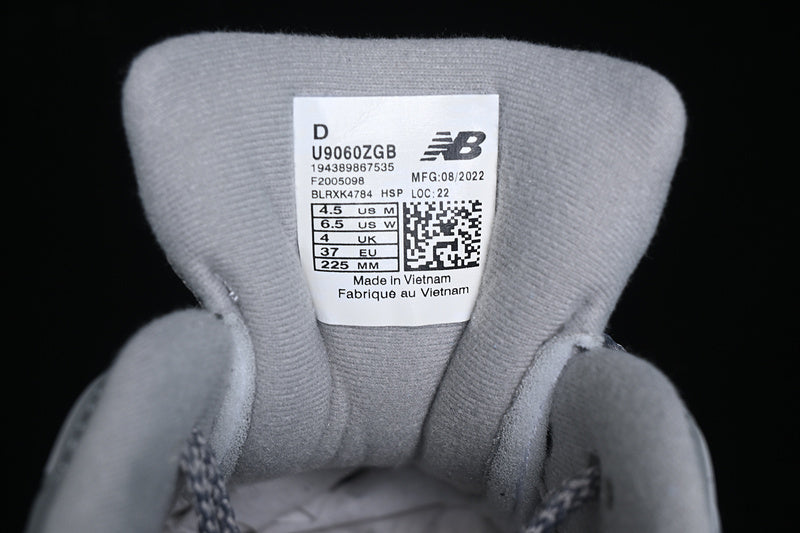 D
U9060ZGB
NB
194389867535
F2005098 MFG:08/2022
BLRXK4784 HSP LOC: 22
4.5 US M
6.5 US W
4 UK
37 EU
225 MM
Made in Vietnam
Fabriqué au Vietnam